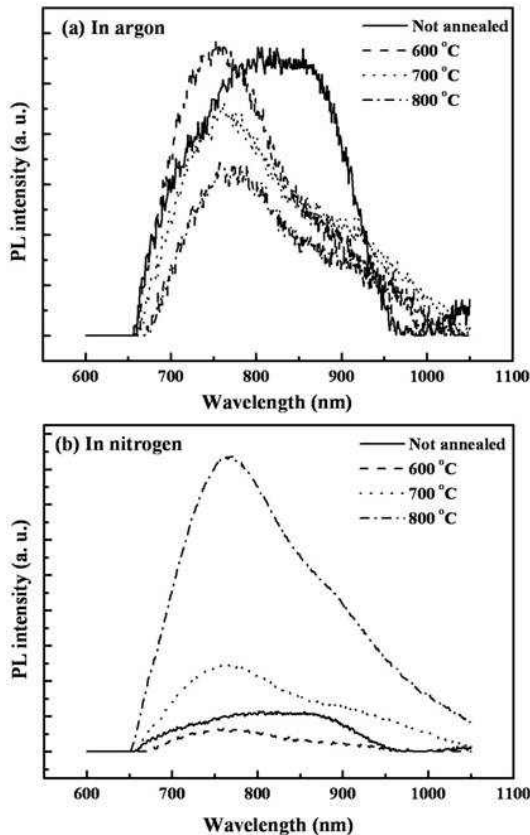 (a) In argon
Not annealed
600 °C
700 °C
800 °C
PL intensity (a. u.)
600 700 800 900 1000 1100
Wavelength (nm)
(b) In nitrogen
Not annealed
600 °C
700 °C
800 °C
PL intensity (a. u.)
600 700 800 900 1000 1100
Wavelength (nm)